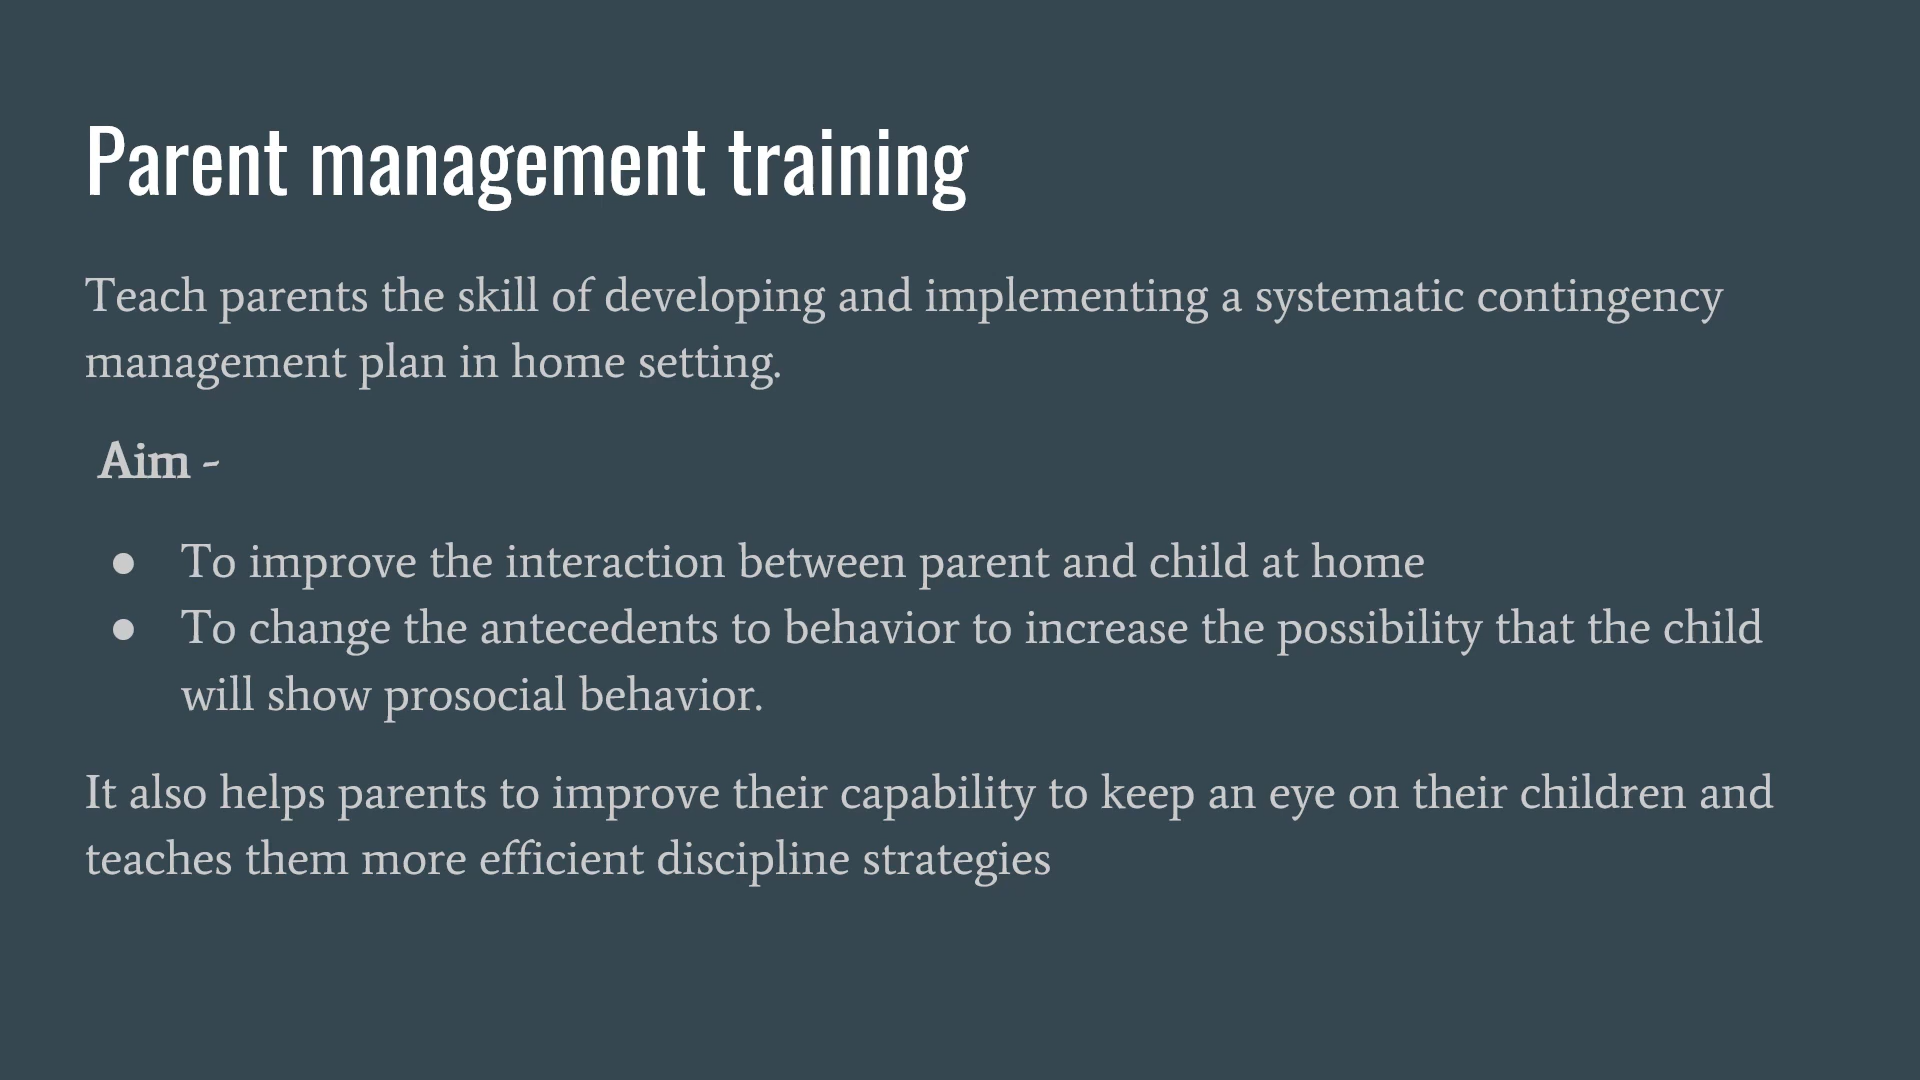 Parent management training
Teach parents the skill of developing and implementing a systematic contingency
management plan in home setting.
Aim -
● To improve the interaction between parent and child at home
● To change the antecedents to behavior to increase the possibility that the child
will show prosocial behavior.
It also helps parents to improve their capability to keep an eye on their children and
teaches them more efficient discipline strategies